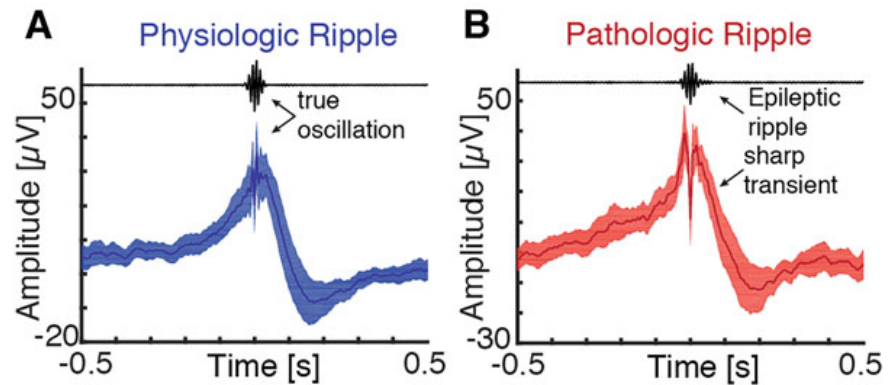 A
Physiologic Ripple
50
true
oscillation
Amplitude [µV]
-20
-0.5
Time [s]
0.5
B
Pathologic Ripple
50
Epileptic
ripple
sharp
transient
Amplitude [µV]
-30
-0.5
Time [s]
0.5